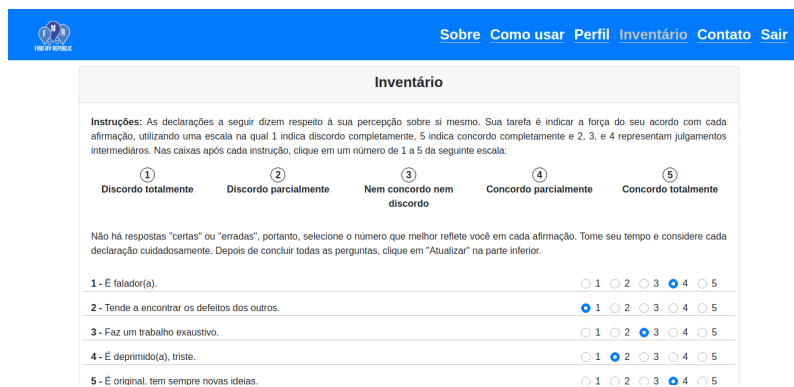 F M R
FIND MY REPUBLIC
Sobre Como usar Perfil Inventário Contato Sair
Inventário
Instruções: As declarações a seguir dizem respeito à sua percepção sobre si mesmo. Sua tarefa é indicar a força do seu acordo com cada
afirmação, utilizando uma escala na qual 1 indica discordo completamente, 5 indica concordo completamente e 2, 3, e 4 representam julgamentos
intermediáros. Nas caixas após cada instrução, clique em um número de 1 a 5 da seguinte escala:
1 2 3 4 5
Discordo totalmente Discordo parcialmente Nem concordo nem Concordo parcialmente Concordo totalmente
discordo
Não há respostas "certas" ou "erradas", portanto, selecione o número que melhor reflete você em cada afirmação. Tome seu tempo e considere cada
declaração cuidadosamente. Depois de concluir todas as perguntas, clique em "Atualizar" na parte inferior.
1 - É falador(a). 1 2 3 4 5
2 - Tende a encontrar os defeitos dos outros. 1 2 3 4 5
3 - Faz um trabalho exaustivo. 1 2 3 4 5
4 - É deprimido(a), triste. 1 2 3 4 5
5 - É original, tem sempre novas ideias. 1 2 3 4 5